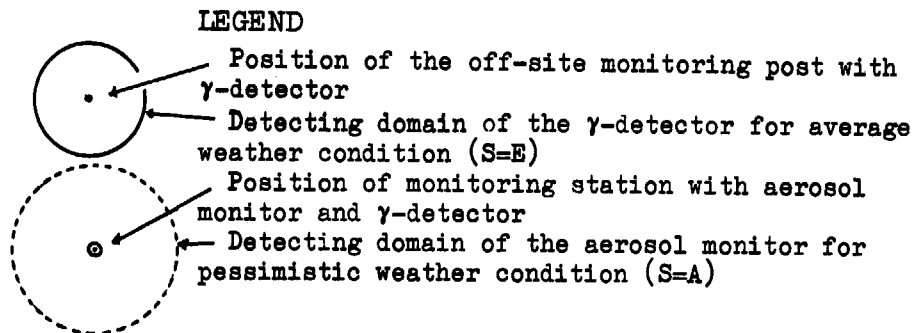 LEGEND
Position of the off-site monitoring post with
γ-detector
Detecting domain of the γ-detector for average
weather condition (S=E)
Position of monitoring station with aerosol
monitor and γ-detector
Detecting domain of the aerosol monitor for
pessimistic weather condition (S=A)